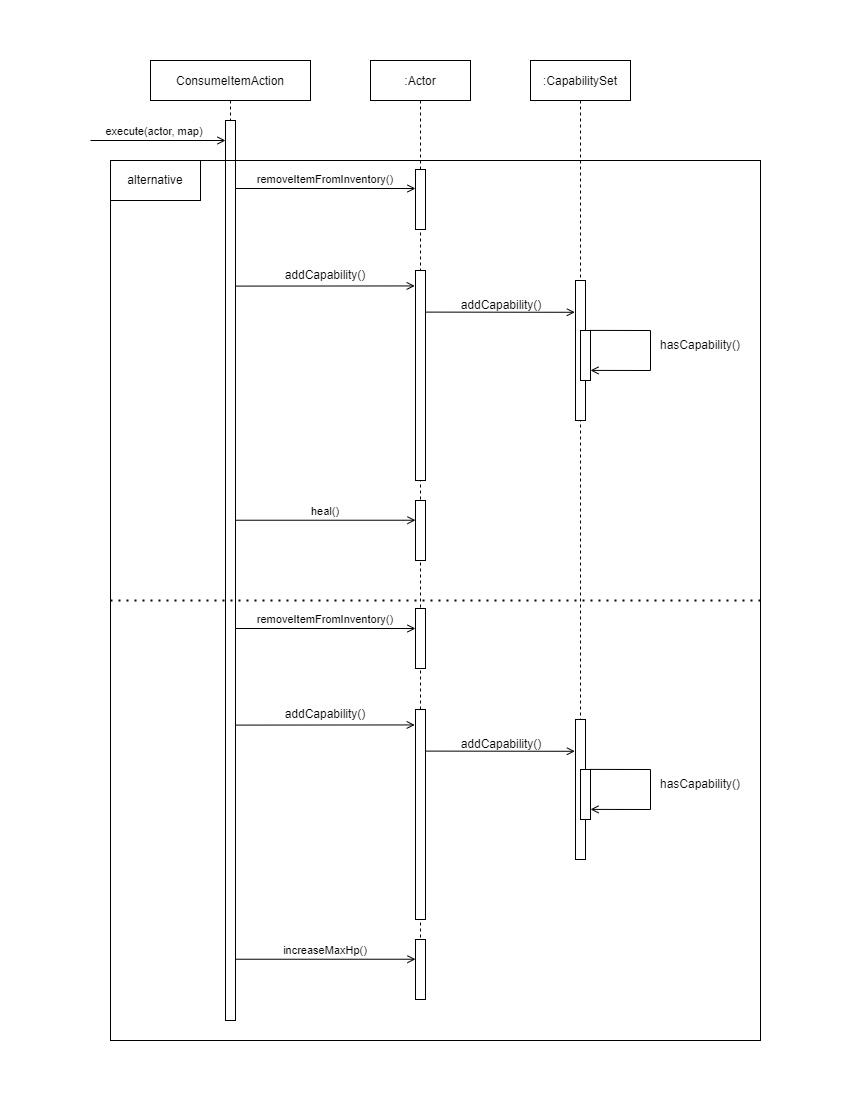 ConsumeItemAction
:Actor
:CapabilitySet
execute(actor, map)
alternative
removeItemFromInventory()
addCapability()
addCapability()
hasCapability()
heal()
removeItemFromInventory()
addCapability()
addCapability()
hasCapability()
increaseMaxHp()